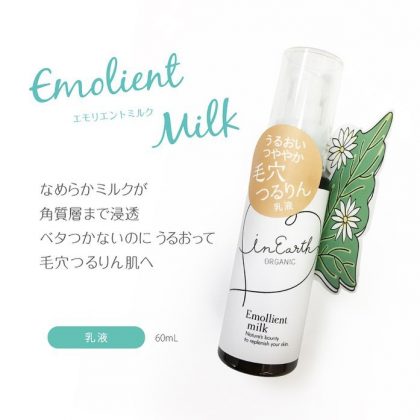 Emolient
エモリエントミルク
Milk
なめらかミルクが
角質層まで浸透
ベタつかないのに うるおって
毛穴つるりん肌へ
乳液
60mL
うるおい
つややか
毛穴
つるりん
乳液
inEarth
ORGANIC
Emollient
milk
Nature's bounty
to replenish your skin.